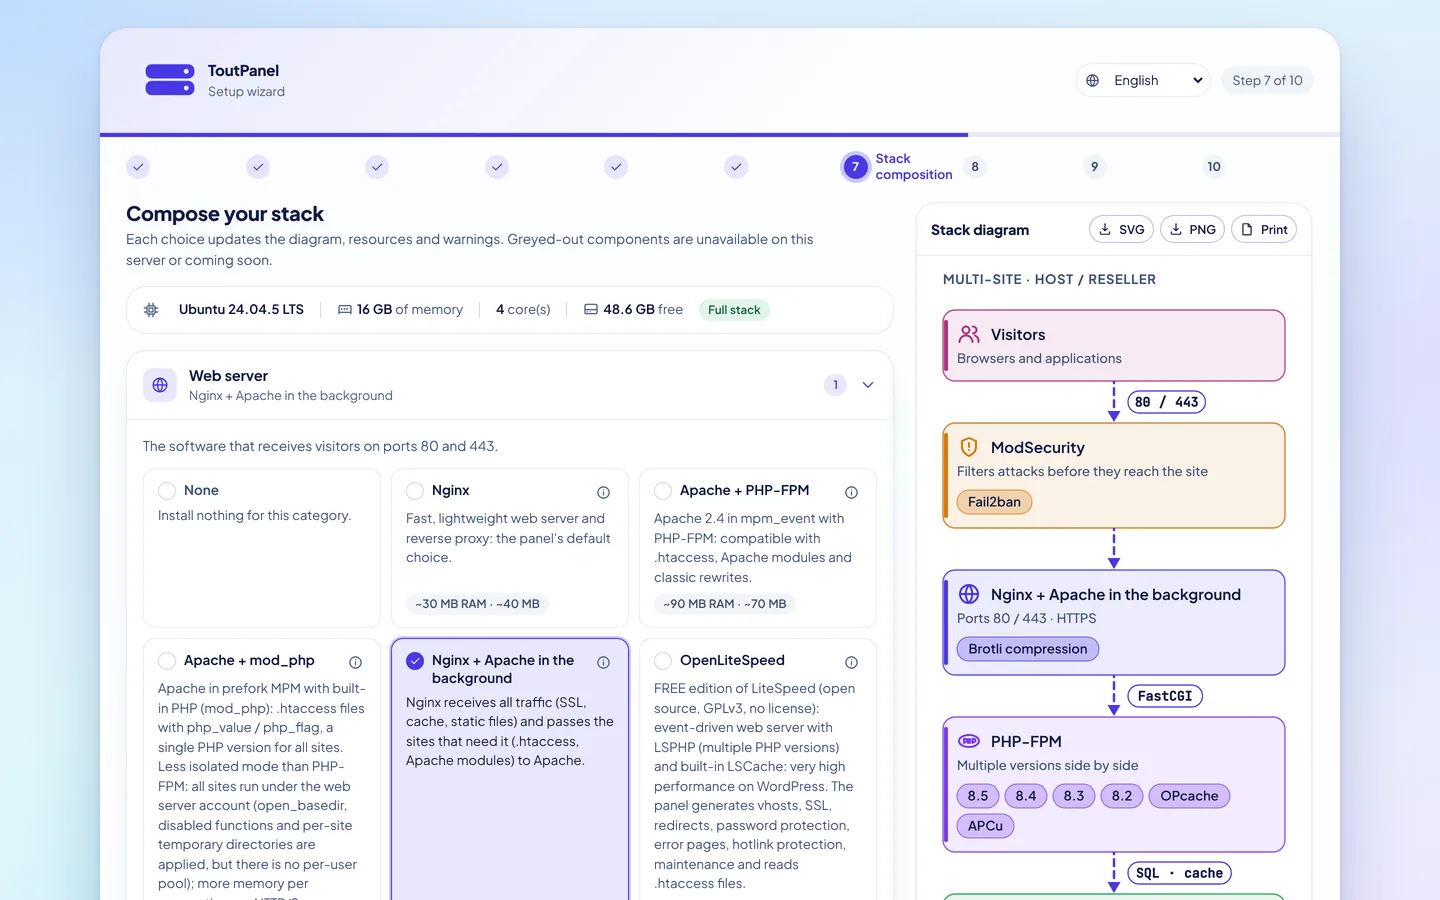 ToutPanel
Setup wizard
English
Step 7 of 10
7
Stack
composition
8
9
10
Compose your stack
Each choice updates the diagram, resources and warnings. Greyed-out components are unavailable on this
server or coming soon.
Ubuntu 24.04.5 LTS
16 GB of memory
4 core(s)
48.6 GB free
Full stack
Web server
Nginx + Apache in the background
1
The software that receives visitors on ports 80 and 443.
None
Install nothing for this category.
Nginx
Fast, lightweight web server and
reverse proxy: the panel's default
choice.
~30 MB RAM · ~40 MB
Apache + PHP-FPM
Apache 2.4 in mpm_event with
PHP-FPM: compatible with
.htaccess, Apache modules and
classic rewrites.
~90 MB RAM · ~70 MB
Apache + mod_php
Apache in prefork MPM with built-
in PHP (mod_php): .htaccess files
with php_value / php_flag, a
single PHP version for all sites.
Less isolated mode than PHP-
FPM: all sites run under the web
server account (open_basedir,
disabled functions and per-site
temporary directories are
applied, but there is no per-user
pool); more memory per
Nginx + Apache in the
background
Nginx receives all traffic (SSL,
cache, static files) and passes the
sites that need it (.htaccess,
Apache modules) to Apache.
OpenLiteSpeed
FREE edition of LiteSpeed (open
source, GPLv3, no license):
event-driven web server with
LSPHP (multiple PHP versions)
and built-in LSCache: very high
performance on WordPress. The
panel generates vhosts, SSL,
redirects, password protection,
error pages, hotlink protection,
maintenance and reads
.htaccess files.
Stack diagram
SVG
PNG
Print
MULTI-SITE · HOST / RESELLER
Visitors
Browsers and applications
80 / 443
ModSecurity
Filters attacks before they reach the site
Fail2ban
Nginx + Apache in the background
Ports 80 / 443 · HTTPS
Brotli compression
FastCGI
PHP-FPM
Multiple versions side by side
8.5
8.4
8.3
8.2
OPcache
APCu
SQL · cache